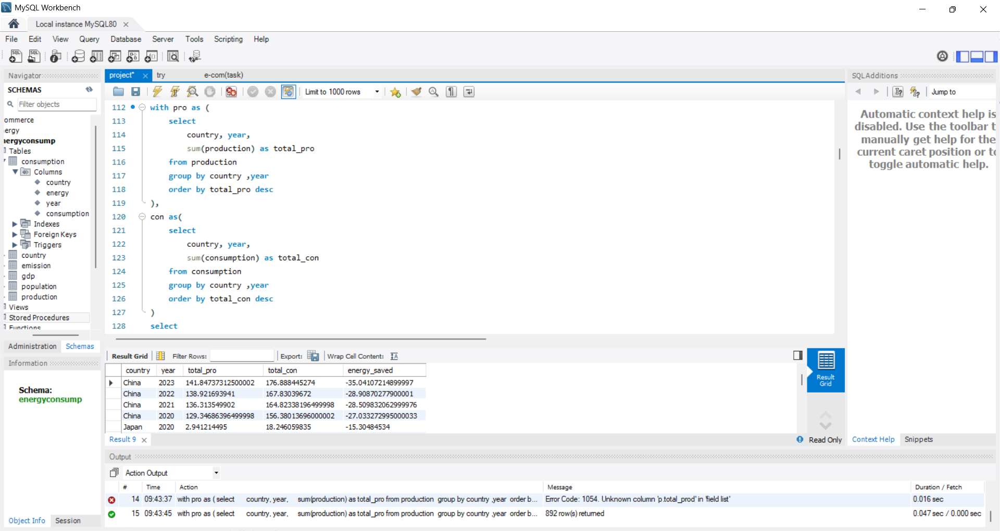 MySQL Workbench
Local instance MySQL80
File Edit View Query Database Server Tools Scripting Help
Navigator
SCHEMAS
Filter objects
ommerce
ergy
nergyconsump
Tables
consumption
Columns
country
energy
year
consumption
Indexes
Foreign Keys
Triggers
country
emission
gdp
population
production
Views
Stored Procedures
Functions
Administration Schemas
Information
Schema:
energyconsump
Object Info Session
project* try e-com(task)
Limit to 1000 rows
112 with pro as (
113 select
114 country, year,
115 sum(production) as total_pro
116 from production
117 group by country ,year
118 order by total_pro desc
119 ),
120 con as(
121 select
122 country, year,
123 sum(consumption) as total_con
124 from consumption
125 group by country ,year
126 order by total_con desc
127 )
128 select
Result Grid Filter Rows: Export: Wrap Cell Content:
country year total_pro total_con energy_saved
China 2023 141.84737312500002 176.888445274 -35.04107214899997
China 2022 138.921693941 167.83039672 -28.90870277900001
China 2021 136.313549902 164.82338196499998 -28.509832062999976
China 2020 129.34686396499998 156.38013696000002 -27.033272995000033
Japan 2020 2.941214495 18.246059835 -15.30484534
Result Grid
Result 9
Read Only
SQLAdditions
Jump to
Automatic context help is
disabled. Use the toolbar t
manually get help for the
current caret position or to
toggle automatic help.
Context Help Snippets
Output
Action Output
# Time Action Message Duration / Fetch
14 09:43:37 with pro as ( select country, year, sum(production) as total_pro from production group by country ,year order b... Error Code: 1054. Unknown column 'p.total_prod' in 'field list' 0.016 sec
15 09:43:45 with pro as ( select country, year, sum(production) as total_pro from production group by country ,year order b... 892 row(s) returned 0.047 sec / 0.000 sec